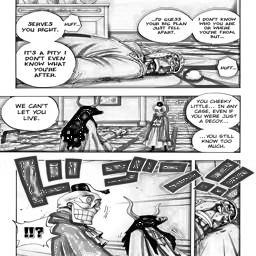 SERVES
YOU RIGHT.
HUFF...
IT'S A PITY I
DON'T EVEN
KNOW WHAT
YOU'RE
AFTER.
...TO GUESS
YOUR BIG PLAN
JUST FELL
APART.
I DON'T KNOW
WHO YOU ARE
OR WHERE
YOU'RE FROM,
BUT...
HUFF...
WE CAN'T
LET YOU
LIVE.
YOU CHEEKY
LITTLE... IN ANY
CASE, EVEN IF
YOU WERE JUST
A DECOY...
...YOU STILL
KNOW TOO
MUCH.
!!?